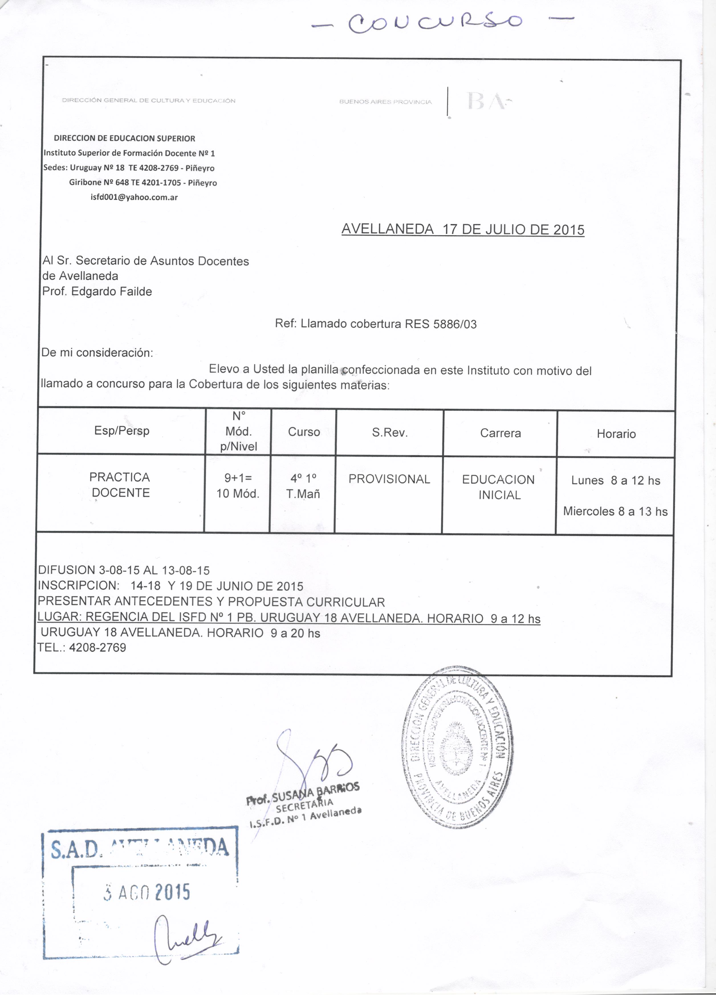 - CONCURSO -
DIRECCIÓN GENERAL DE CULTURA Y EDUCACIÓN
BUENOS AIRES PROVINCIA
BA
DIRECCION DE EDUCACION SUPERIOR
Instituto Superior de Formación Docente Nº 1
Sedes: Uruguay Nº 18 TE 4208-2769 - Piñeyro
Giribone Nº 648 TE 4201-1705 - Piñeyro
isfd001@yahoo.com.ar
AVELLANEDA 17 DE JULIO DE 2015
Al Sr. Secretario de Asuntos Docentes
de Avellaneda
Prof. Edgardo Failde
Ref: Llamado cobertura RES 5886/03
De mi consideración:
Elevo a Usted la planilla confeccionada en este Instituto con motivo del
llamado a concurso para la Cobertura de los siguientes materias:
Esp/Persp
N°
Mód.
p/Nivel
Curso
S.Rev.
Carrera
Horario
PRACTICA
DOCENTE
9+1=
10 Mód.
4º 1º
T.Mañ
PROVISIONAL
EDUCACION
INICIAL
Lunes 8 a 12 hs
Miercoles 8 a 13 hs
DIFUSION 3-08-15 AL 13-08-15
INSCRIPCION: 14-18 Y 19 DE JUNIO DE 2015
PRESENTAR ANTECEDENTES Y PROPUESTA CURRICULAR
LUGAR: REGENCIA DEL ISFD Nº 1 PB. URUGUAY 18 AVELLANEDA. HORARIO 9 a 12 hs
URUGUAY 18 AVELLANEDA. HORARIO 9 a 20 hs
TEL.: 4208-2769
DIRECCION GENERAL DE CULTURA Y EDUCACIÓN
PROVINCIA DE BUENOS AIRES
INSTITUTO SUPERIOR DOCENTE Nº 1
AVELLANEDA
Prof. SUSANA BARRIOS
SECRETARIA
I.S.F.D. Nº 1 Avellaneda
S.A.D. AVELLANEDA
3 AGO 2015